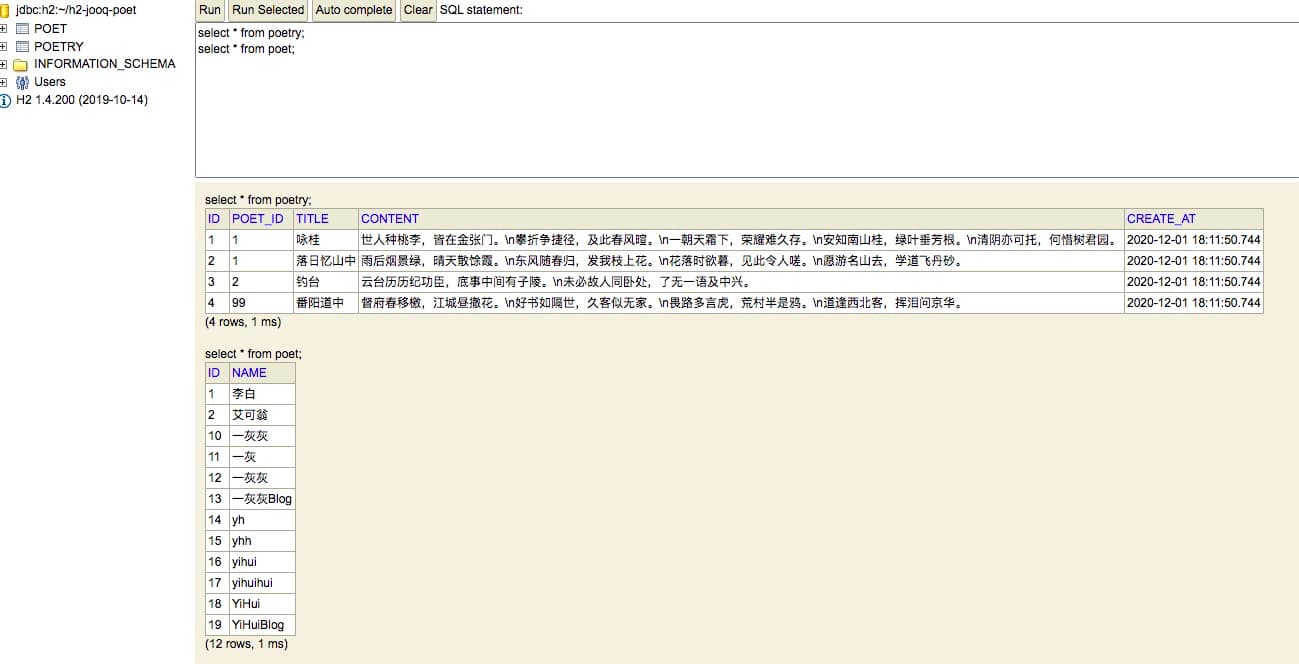 jdbc:h2:~/h2-jooq-poet
POET
POETRY
INFORMATION_SCHEMA
Users
H2 1.4.200 (2019-10-14)
Run Run Selected Auto complete Clear SQL statement:
select * from poetry;
select * from poet;
select * from poetry;
ID POET_ID TITLE CONTENT CREATE_AT
1 1 咏桂 世人种桃李，皆在金张门。\n攀折争捷径，及此春风暄。\n一朝天霜下，荣耀难久存。\n安知南山桂，绿叶垂芳根。\n清阴亦可托，何惜树君园。 2020-12-01 18:11:50.744
2 1 落日忆山中 雨后烟景绿，晴天散馀霞。\n东风随春归，发我枝上花。\n花落时欲暮，见此令人嗟。\n愿游名山去，学道飞丹砂。 2020-12-01 18:11:50.744
3 2 钓台 云台历历纪功臣，底事中间有子陵。\n未必故人同卧处，了无一语及中兴。 2020-12-01 18:11:50.744
4 99 番阳道中 督府春移檄，江城昼撒花。\n好书如隔世，久客似无家。\n畏路多言虎，荒村半是鸦。\n道逢西北客，挥泪问京华。 2020-12-01 18:11:50.744
(4 rows, 1 ms)
select * from poet;
ID NAME
1 李白
2 艾可翁
10 一灰灰
11 一灰
12 一灰灰
13 一灰灰Blog
14 yh
15 yhh
16 yihui
17 yihuihui
18 YiHui
19 YiHuiBlog
(12 rows, 1 ms)